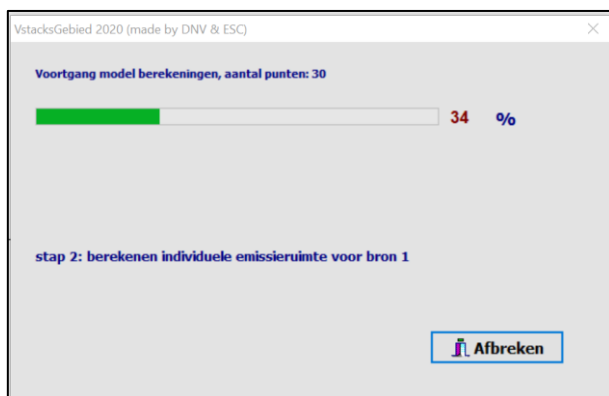 VstacksGebied 2020 (made by DNV & ESC)
Voortgang model berekeningen, aantal punten: 30
34 %
stap 2: berekenen individuele emissieruimte voor bron 1
Afbreken